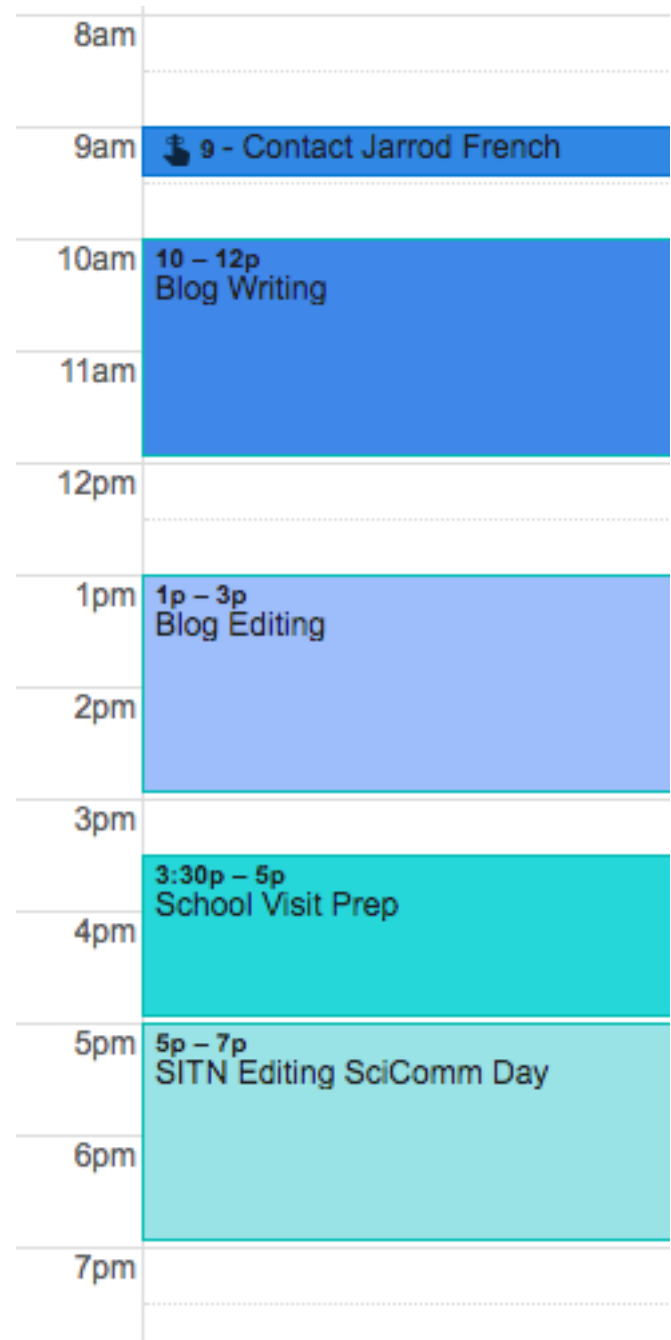 8am
9am
9 - Contact Jarrod French
10am
10 – 12p
Blog Writing
11am
12pm
1pm
1p – 3p
Blog Editing
2pm
3pm
3:30p – 5p
School Visit Prep
4pm
5pm
5p – 7p
SITN Editing SciComm Day
6pm
7pm